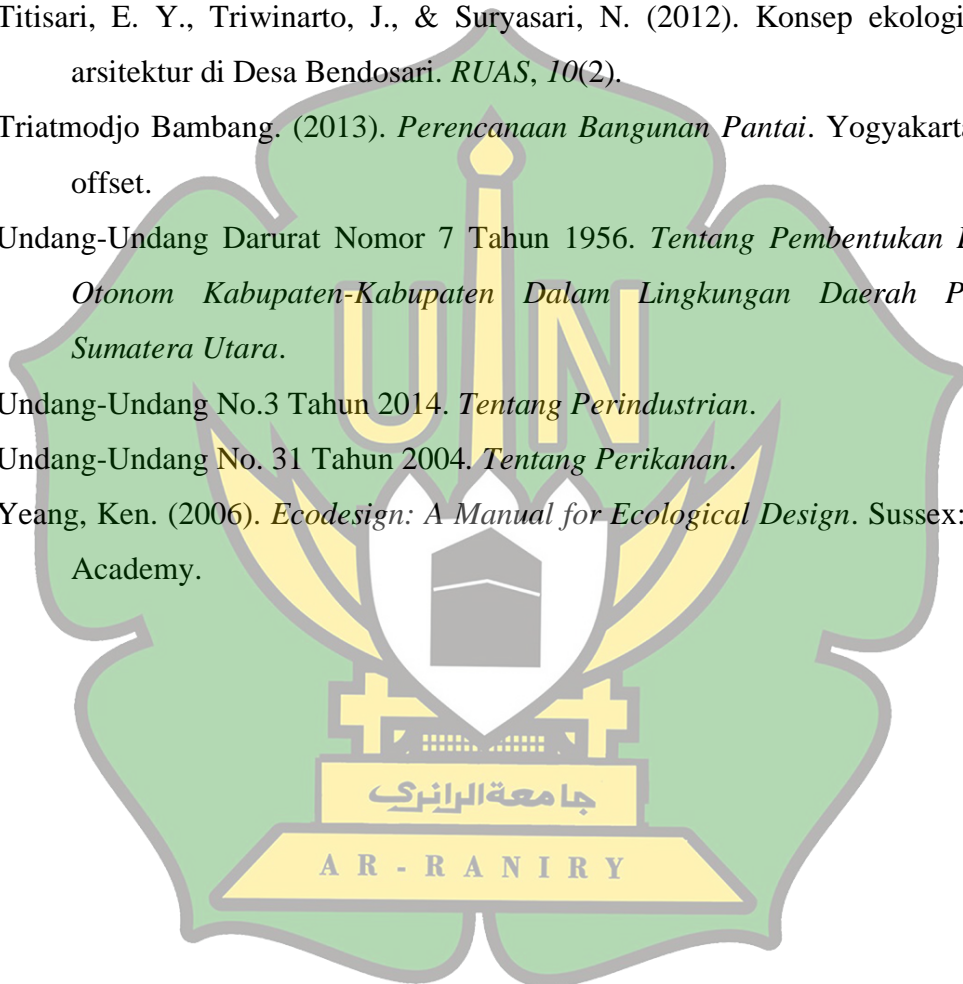 Titisari, E. Y., Triwinarto, J., & Suryasari, N. (2012). Konsep ekologi
arsitektur di Desa Bendosari. RUAS, 10(2).
Triatmodjo Bambang. (2013). Perencanaan Bangunan Pantai. Yogyakarta
offset.
Undang-Undang Darurat Nomor 7 Tahun 1956. Tentang Pembentukan
Otonom Kabupaten-Kabupaten Dalam Lingkungan Daerah P
Sumatera Utara.
Undang-Undang No.3 Tahun 2014. Tentang Perindustrian.
Undang-Undang No. 31 Tahun 2004. Tentang Perikanan.
Yeang, Ken. (2006). Ecodesign: A Manual for Ecological Design. Sussex:
Academy.
UIN
جامعة الرانري
AR-RANIRY